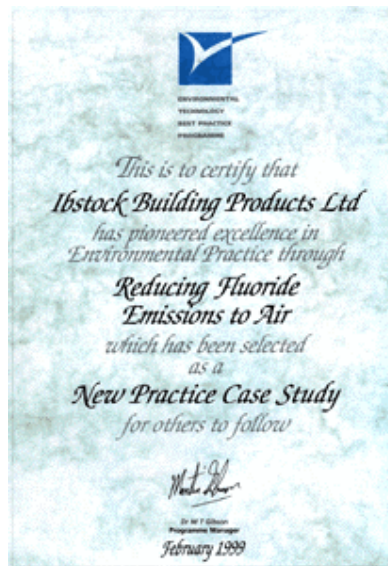 ENVIRONMENTAL
TECHNOLOGY
BEST PRACTICE
PROGRAMME
This is to certify that
Ibstock Building Products Ltd
has pioneered excellence in
Environmental Practice through
Reducing Fluoride
Emissions to Air
which has been selected
as a
New Practice Case Study
for others to follow
Dr M T Gibson
Programme Manager
February 1999